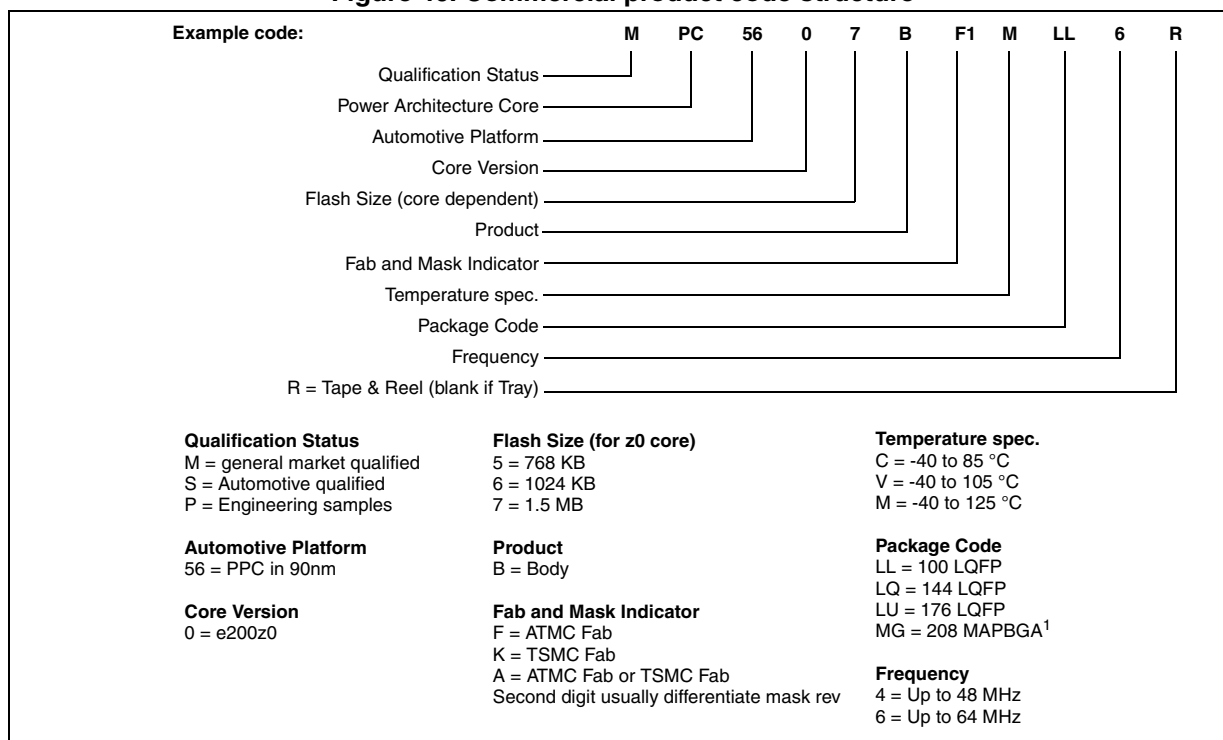 Figure 46. Commercial product code structure
Example code: M PC 56 0 7 B F1 M LL 6 R
Qualification Status
Power Architecture Core
Automotive Platform
Core Version
Flash Size (core dependent)
Product
Fab and Mask Indicator
Temperature spec.
Package Code
Frequency
R = Tape & Reel (blank if Tray)
Qualification Status
M = general market qualified
S = Automotive qualified
P = Engineering samples
Automotive Platform
56 = PPC in 90nm
Core Version
0 = e200z0
Flash Size (for z0 core)
5 = 768 KB
6 = 1024 KB
7 = 1.5 MB
Product
B = Body
Fab and Mask Indicator
F = ATMC Fab
K = TSMC Fab
A = ATMC Fab or TSMC Fab
Second digit usually differentiate mask rev
Temperature spec.
C = -40 to 85 °C
V = -40 to 105 °C
M = -40 to 125 °C
Package Code
LL = 100 LQFP
LQ = 144 LQFP
LU = 176 LQFP
MG = 208 MAPBGA1
Frequency
4 = Up to 48 MHz
6 = Up to 64 MHz